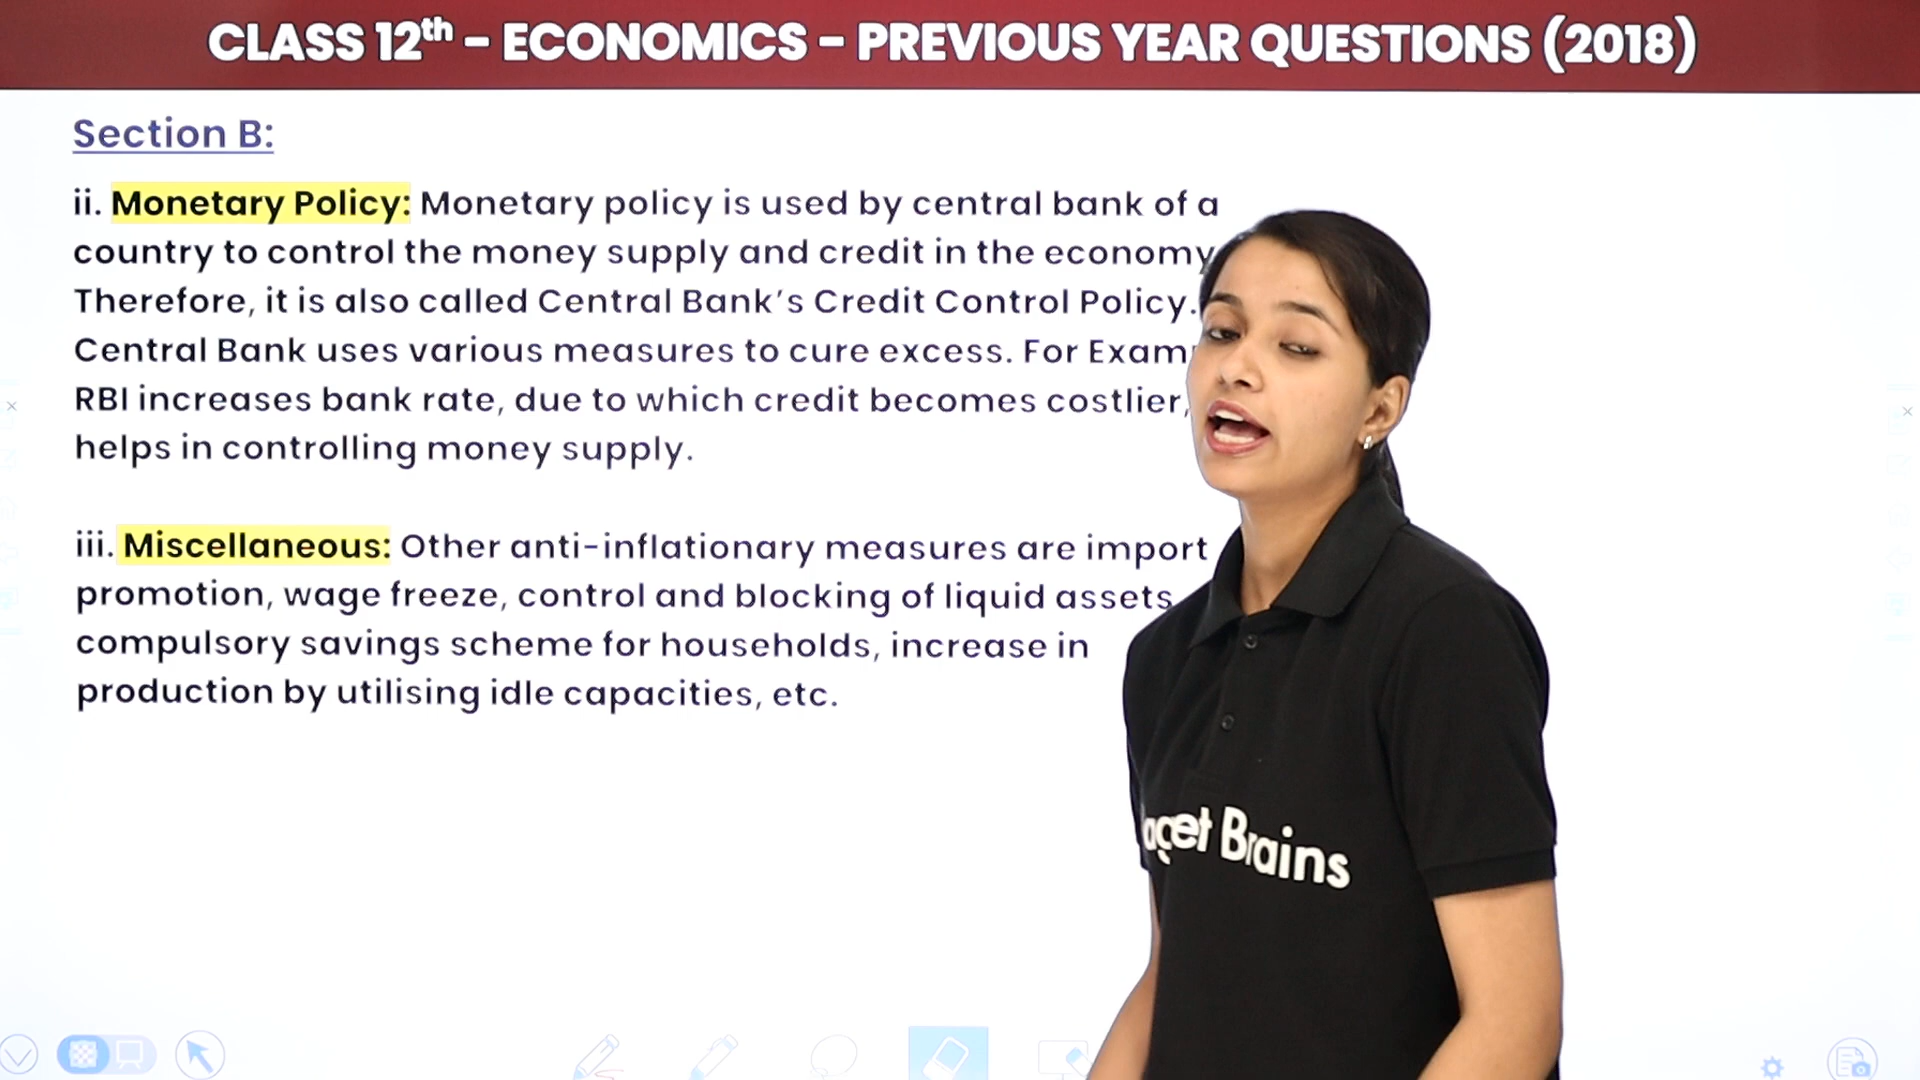 CLASS 12th - ECONOMICS - PREVIOUS YEAR QUESTIONS (2018)
Section B:
ii. Monetary Policy: Monetary policy is used by central bank of a
country to control the money supply and credit in the economy
Therefore, it is also called Central Bank's Credit Control Policy.
Central Bank uses various measures to cure excess. For Exam
RBI increases bank rate, due to which credit becomes costlier,
helps in controlling money supply.
iii. Miscellaneous: Other anti-inflationary measures are import
promotion, wage freeze, control and blocking of liquid assets
compulsory savings scheme for households, increase in
production by utilising idle capacities, etc.
Brains